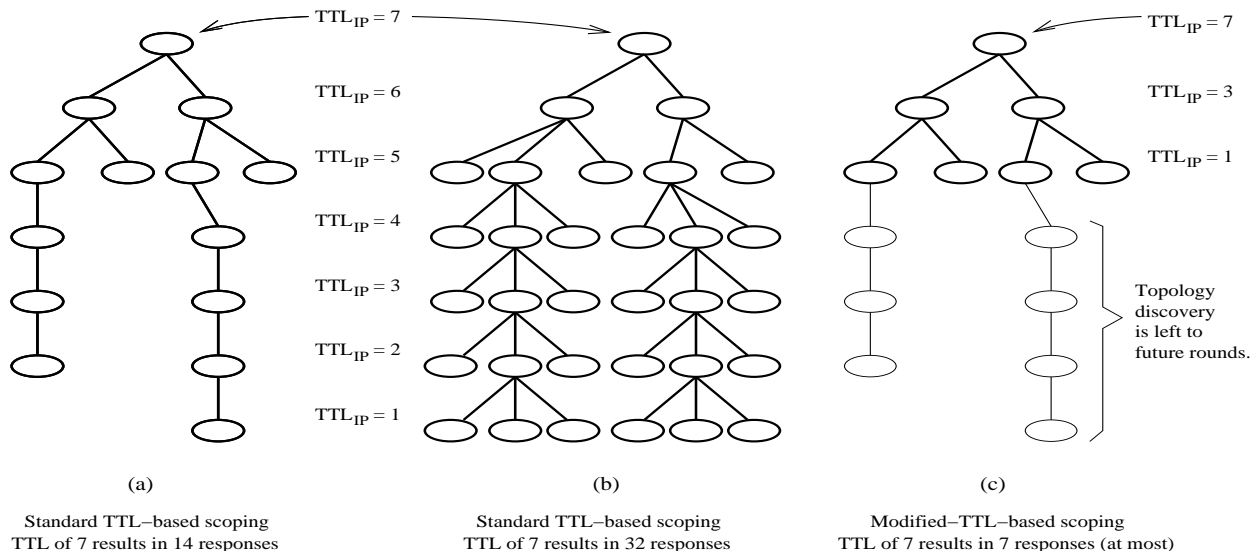 TTL_IP = 7
TTL_IP = 6
TTL_IP = 5
TTL_IP = 4
TTL_IP = 3
TTL_IP = 2
TTL_IP = 1
TTL_IP = 7
TTL_IP = 3
TTL_IP = 1
Topology
discovery
is left to
future rounds.
(a)
Standard TTL−based scoping
TTL of 7 results in 14 responses
(b)
Standard TTL−based scoping
TTL of 7 results in 32 responses
(c)
Modified−TTL−based scoping
TTL of 7 results in 7 responses (at most)